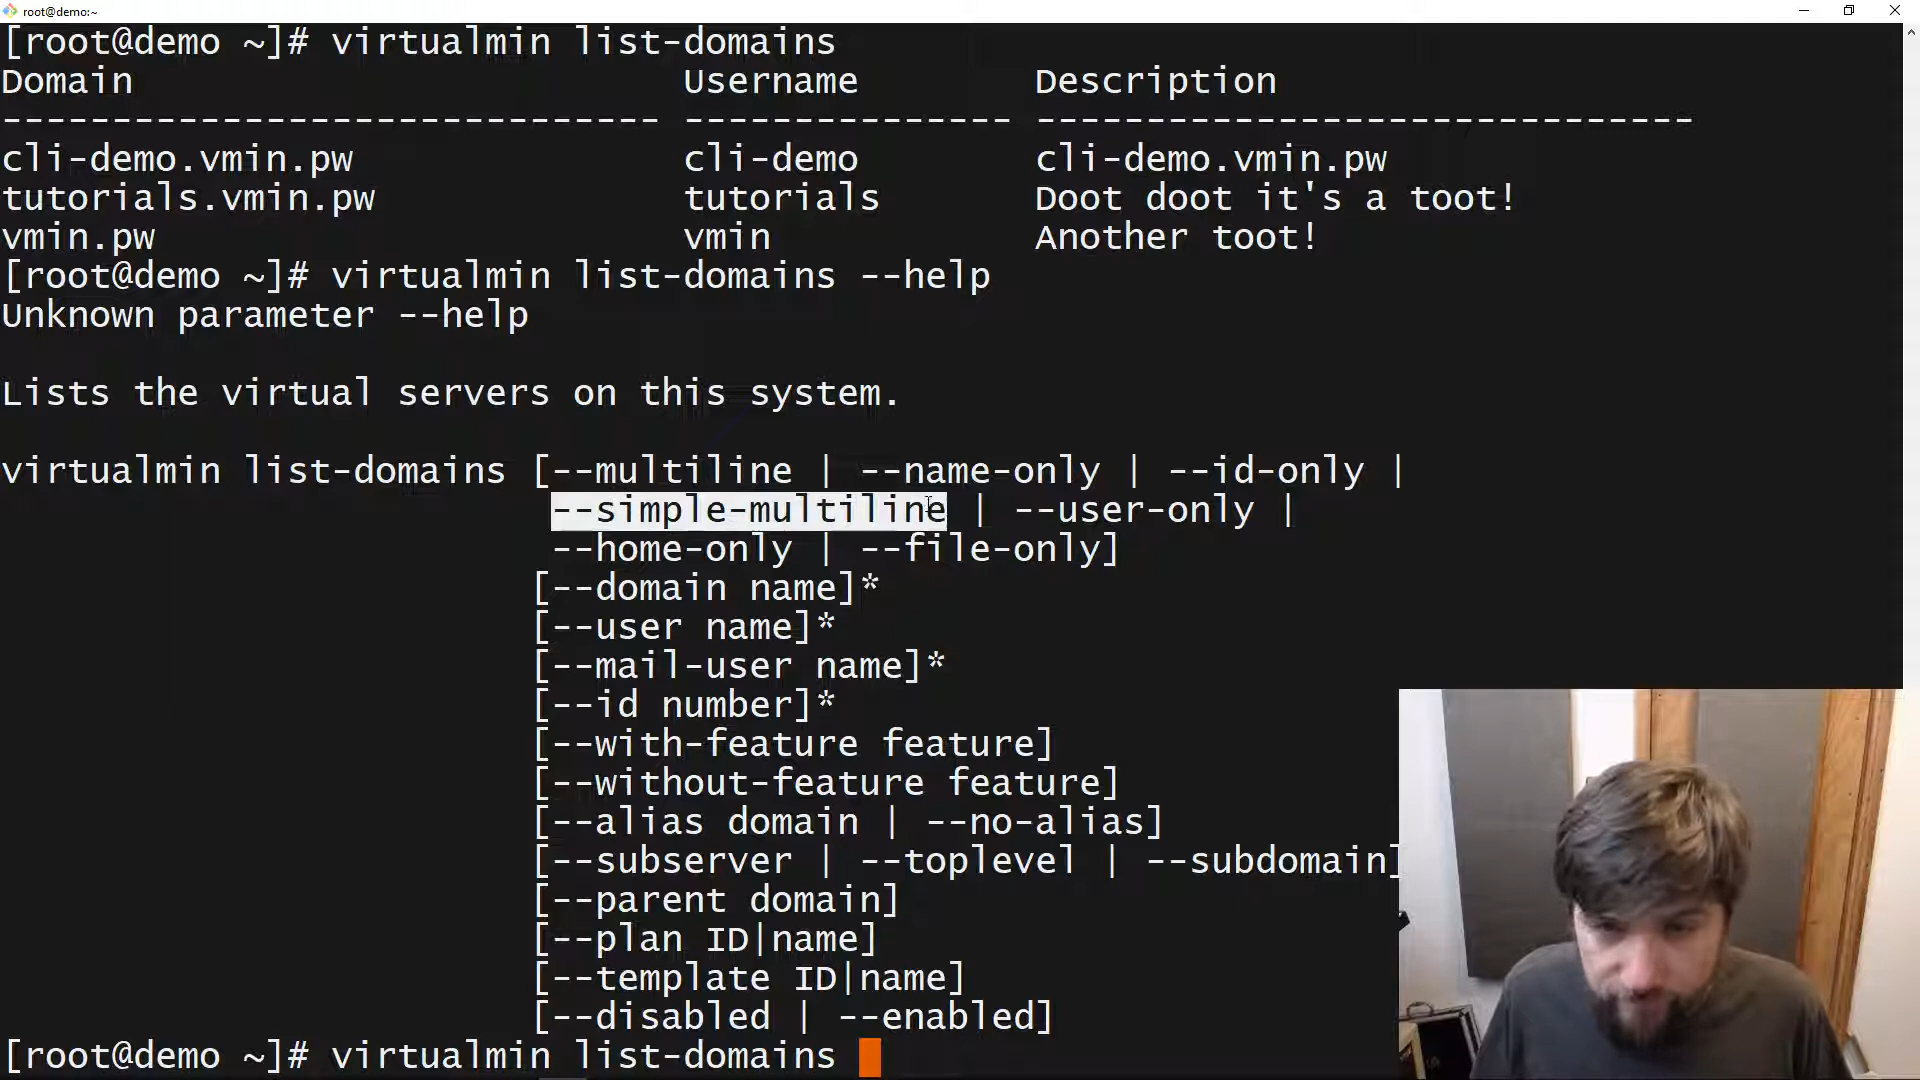 root@demo:~
[root@demo ~]# virtualmin list-domains
Domain                         Username        Description
------------------------------ --------------- ------------------------------
cli-demo.vmin.pw               cli-demo        cli-demo.vmin.pw
tutorials.vmin.pw              tutorials       Doot doot it's a toot!
vmin.pw                        vmin            Another toot!
[root@demo ~]# virtualmin list-domains --help
Unknown parameter --help
Lists the virtual servers on this system.
virtualmin list-domains [--multiline | --name-only | --id-only |
--simple-multiline | --user-only |
--home-only | --file-only]
[--domain name]*
[--user name]*
[--mail-user name]*
[--id number]*
[--with-feature feature]
[--without-feature feature]
[--alias domain | --no-alias]
[--subserver | --toplevel | --subdomain]
[--parent domain]
[--plan ID|name]
[--template ID|name]
[--disabled | --enabled]
[root@demo ~]# virtualmin list-domains